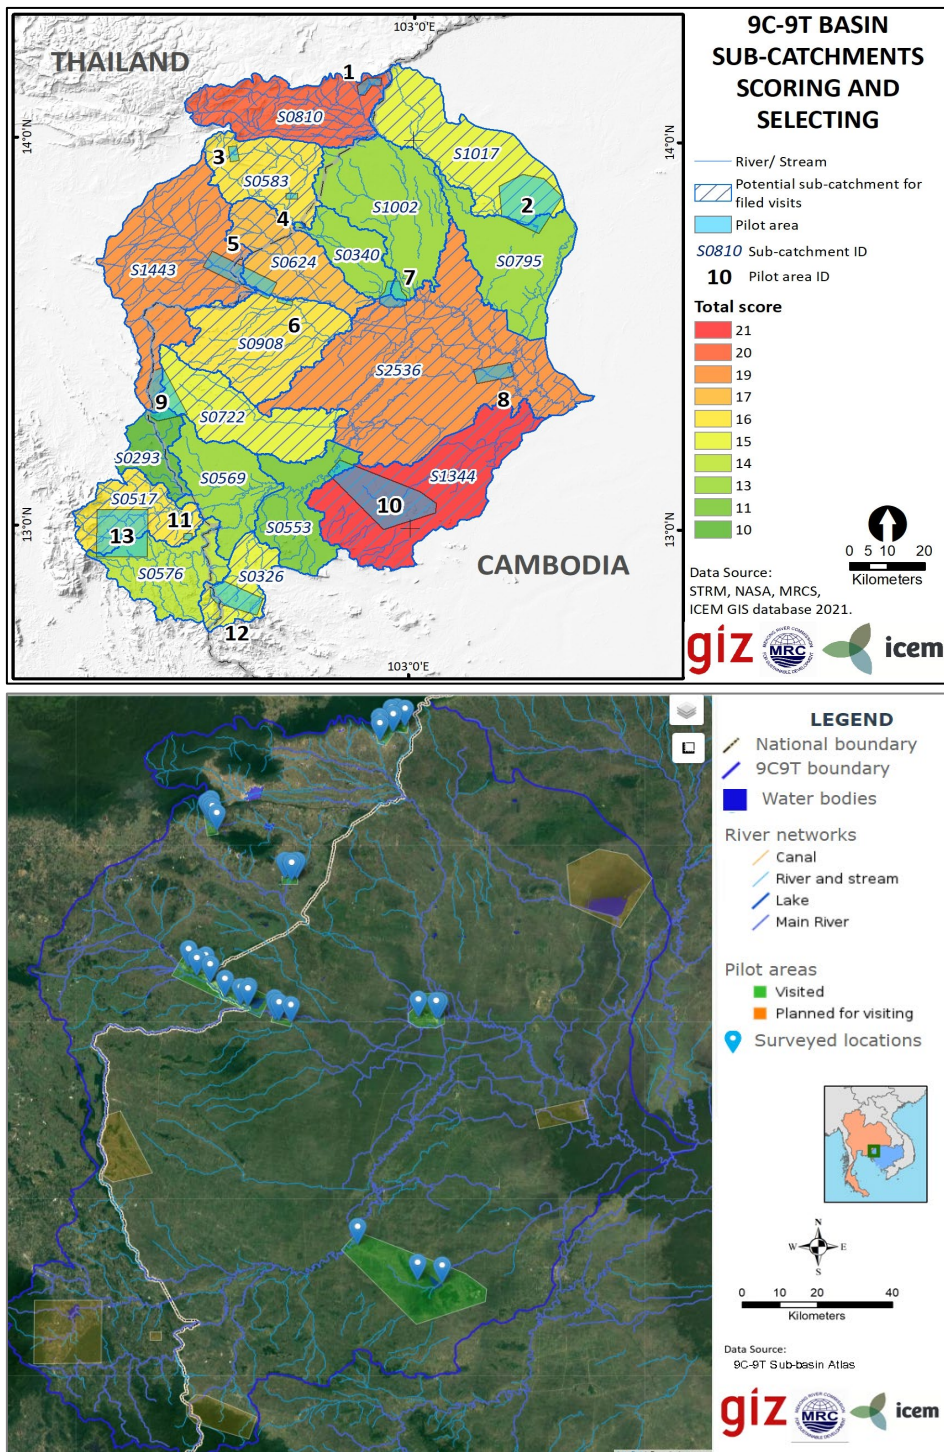 103°0'E
THAILAND
14°0'N
14°0'N
1
S0810
S1017
3
S0583
2
S1002
4
5
S0624
S0340
S0795
S1443
7
6
S0908
S2536
9
S0722
8
S0293
S0569
S1344
S0517
10
11
S0553
13
13°0'N
13°0'N
S0576
S0326
CAMBODIA
12
103°0'E
9C-9T BASIN
SUB-CATCHMENTS
SCORING AND
SELECTING
River/ Stream
Potential sub-catchment for
filed visits
Pilot area
S0810 Sub-catchment ID
10 Pilot area ID
Total score
21
20
19
17
16
15
14
13
11
10
0 5 10 20
Kilometers
Data Source:
STRM, NASA, MRCS,
ICEM GIS database 2021.
giz
MRC
icem
LEGEND
National boundary
9C9T boundary
Water bodies
River networks
Canal
River and stream
Lake
Main River
Pilot areas
Visited
Planned for visiting
Surveyed locations
N
W E
S
0 10 20 40
Kilometers
Data Source:
9C-9T Sub-basin Atlas
giz
MRC
icem